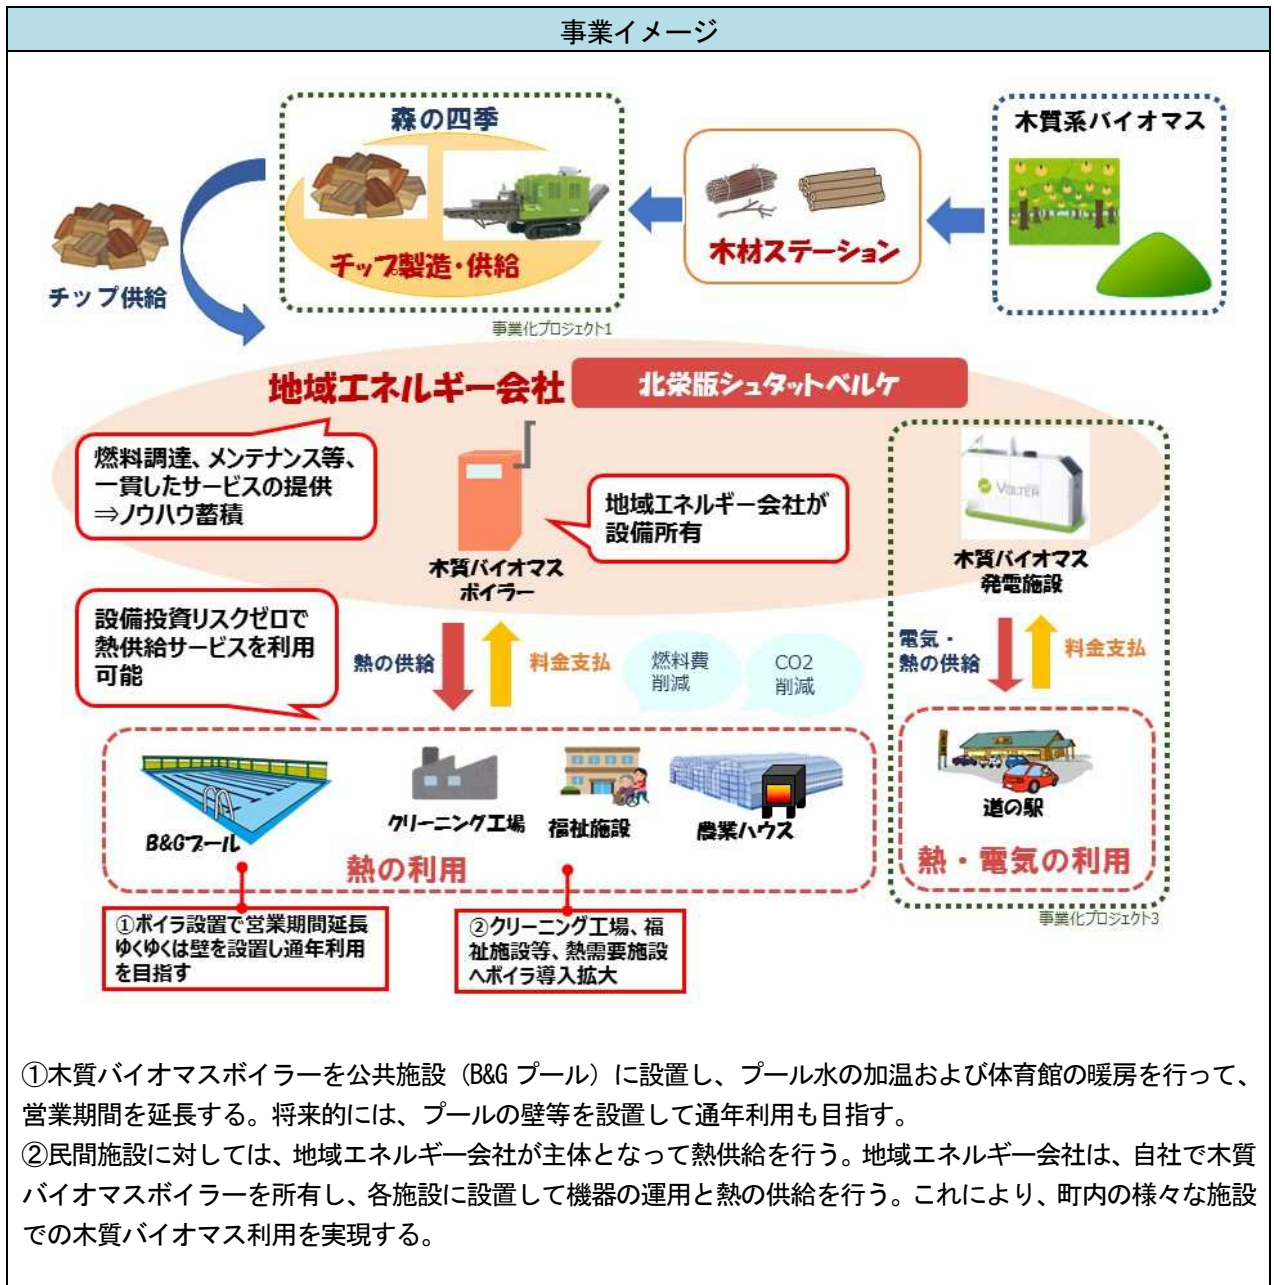 事業イメージ
森の四季
チップ製造・供給
事業化プロジェクト1
木材ステーション
木質系バイオマス
チップ供給
地域エネルギー会社
北栄版シュタットベルケ
燃料調達、メンテナンス等、
一貫したサービスの提供
⇒ノウハウ蓄積
木質バイオマス
ボイラー
地域エネルギー会社が
設備所有
VOLTER
木質バイオマス
発電施設
設備投資リスクゼロで
熱供給サービスを利用
可能
熱の供給
料金支払
燃料費
削減
CO2
削減
電気・
熱の供給
料金支払
B&Gプール
クリーニング工場
福祉施設
農業ハウス
熱の利用
道の駅
熱・電気の利用
事業化プロジェクト3
①ボイラ設置で営業期間延長
ゆくゆくは壁を設置し通年利用
を目指す
②クリーニング工場、福
祉施設等、熱需要施設
へボイラ導入拡大
①木質バイオマスボイラーを公共施設（B&G プール）に設置し、プール水の加温および体育館の暖房を行って、
営業期間を延長する。将来的には、プールの壁等を設置して通年利用も目指す。
②民間施設に対しては、地域エネルギー会社が主体となって熱供給を行う。地域エネルギー会社は、自社で木質
バイオマスボイラーを所有し、各施設に設置して機器の運用と熱の供給を行う。これにより、町内の様々な施設
での木質バイオマス利用を実現する。